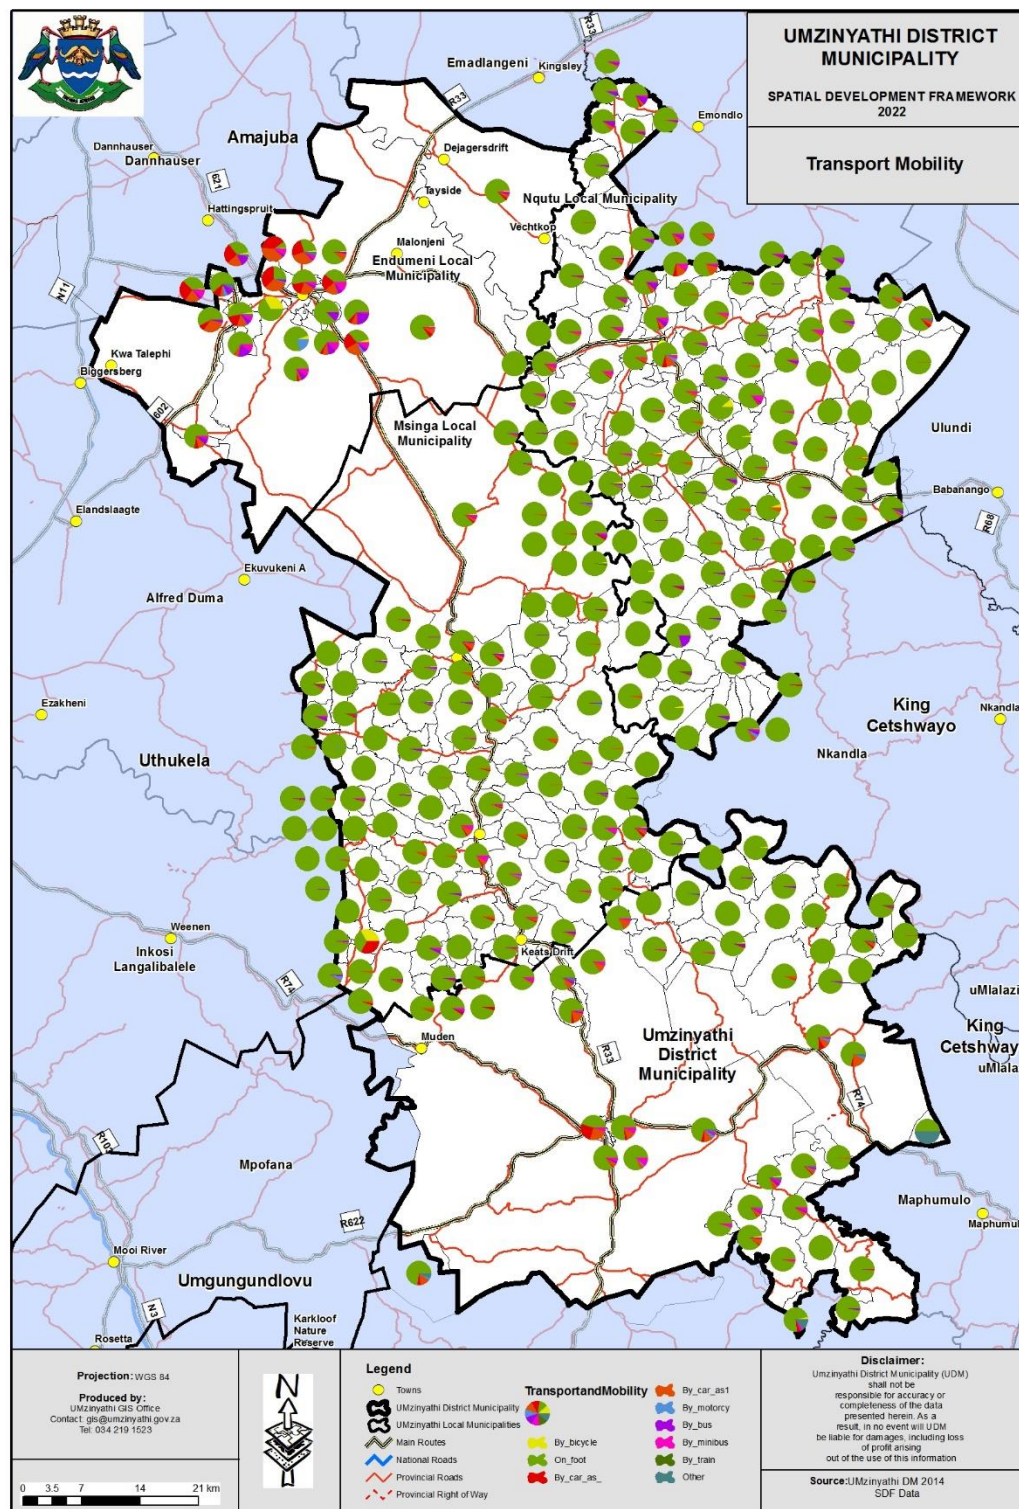 UMZINYATHI DISTRICT
MUNICIPALITY
SPATIAL DEVELOPMENT FRAMEWORK
2022
Transport Mobility
R33
Emadlangeni
Kingsley
R33
Emondlo
Amajuba
Dannhauser
Dannhauser
Dejagersdrift
621
Tayside
Nqutu Local Municipality
Hattingspruit
Vechtkop
Malonjeni
Endumeni Local
Municipality
N11
Kwa Talephi
Biggersberg
602
Msinga Local
Municipality
Ulundi
Babanango
Elandslaagte
R68
Ekuvukeni A
Alfred Duma
King
Cetshwayo
Ezakheni
Nkandla
Nkandla
Uthukela
Weenen
Inkosi
Langalibalele
Keats Drift
R74
uMlalazi
King
Cetshway
uMlala
Muden
Umzinyathi
District
Municipality
R33
R74
R103
Mpofana
Maphumulo
Maphumul
R622
Mooi River
Umgungundlovu
N3
Karkloof
Nature
Reserve
Rosetta
Projection: WGS 84
Produced by:
UMzinyathi GIS Office
Contact: gis@umzinyathi.gov.za
Tel: 034 219 1523
0 3.5 7 14 21 km
N
Legend
Towns
UMzinyathi District Municipality
UMzinyathi Local Municipalities
Main Routes
National Roads
Provincial Roads
Provincial Right of Way
TransportandMobility
By_bicycle
On_foot
By_car_as_
By_car_as1
By_motorcy
By_bus
By_minibus
By_train
Other
Disclaimer:
Umzinyathi District Municipality (UDM)
shall not be
responsible for accuracy or
completeness of the data
presented herein. As a
result, in no event will UDM
be liable for damages, including loss
of profit arising
out of the use of this information
Source:UMzinyathi DM 2014
SDF Data